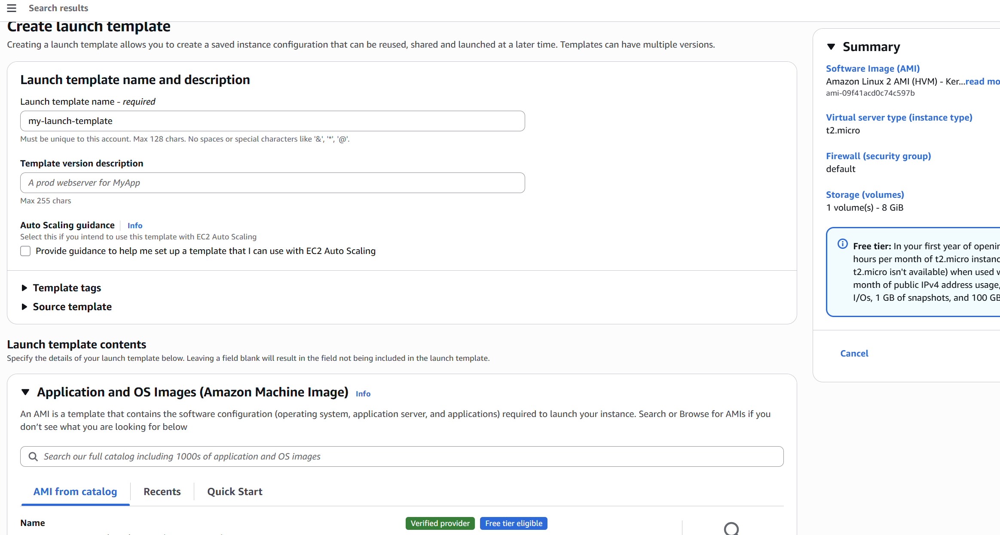 Search results
Create launch template
Creating a launch template allows you to create a saved instance configuration that can be reused, shared and launched at a later time. Templates can have multiple versions.
Launch template name and description
Launch template name - required
my-launch-template
Must be unique to this account. Max 128 chars. No spaces or special characters like '&', '*', '@'.
Template version description
A prod webserver for MyApp
Max 255 chars
Auto Scaling guidance Info
Select this if you intend to use this template with EC2 Auto Scaling
Provide guidance to help me set up a template that I can use with EC2 Auto Scaling
Template tags
Source template
Launch template contents
Specify the details of your launch template below. Leaving a field blank will result in the field not being included in the launch template.
Application and OS Images (Amazon Machine Image) Info
An AMI is a template that contains the software configuration (operating system, application server, and applications) required to launch your instance. Search or Browse for AMIs if you
don’t see what you are looking for below
Search our full catalog including 1000s of application and OS images
AMI from catalog Recents Quick Start
Name
Verified provider Free tier eligible
Summary
Software Image (AMI)
Amazon Linux 2 AMI (HVM) - Ker...read mo
ami-09f41acd0c74c597b
Virtual server type (instance type)
t2.micro
Firewall (security group)
default
Storage (volumes)
1 volume(s) - 8 GiB
Free tier: In your first year of openin
hours per month of t2.micro instanc
t2.micro isn't available) when used
month of public IPv4 address usage,
I/Os, 1 GB of snapshots, and 100 GB
Cancel